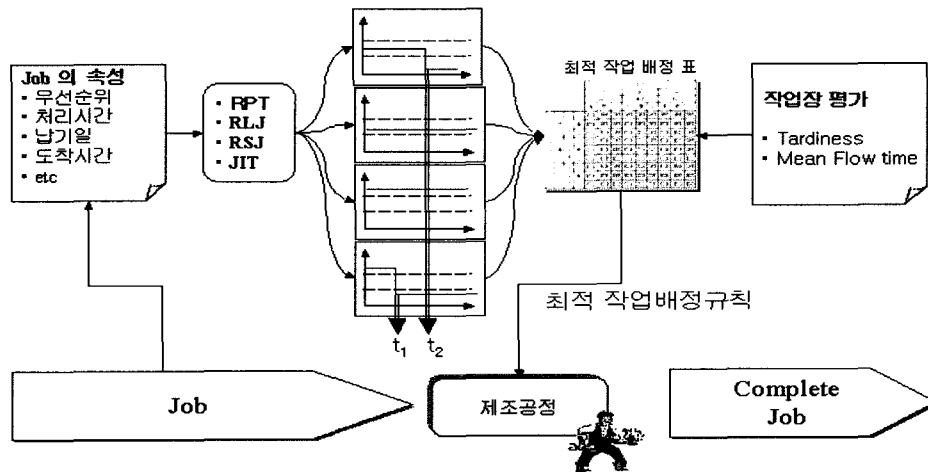 Job 의 속성
• 우선순위
• 처리시간
• 납기일
• 도착시간
• etc
• RPT
• RLJ
• RSJ
• JIT
t1
t2
최적 작업 배정 표
작업장 평가
• Tardiness
• Mean Flow time
최적 작업배정규칙
Job
제조공정
Complete
Job